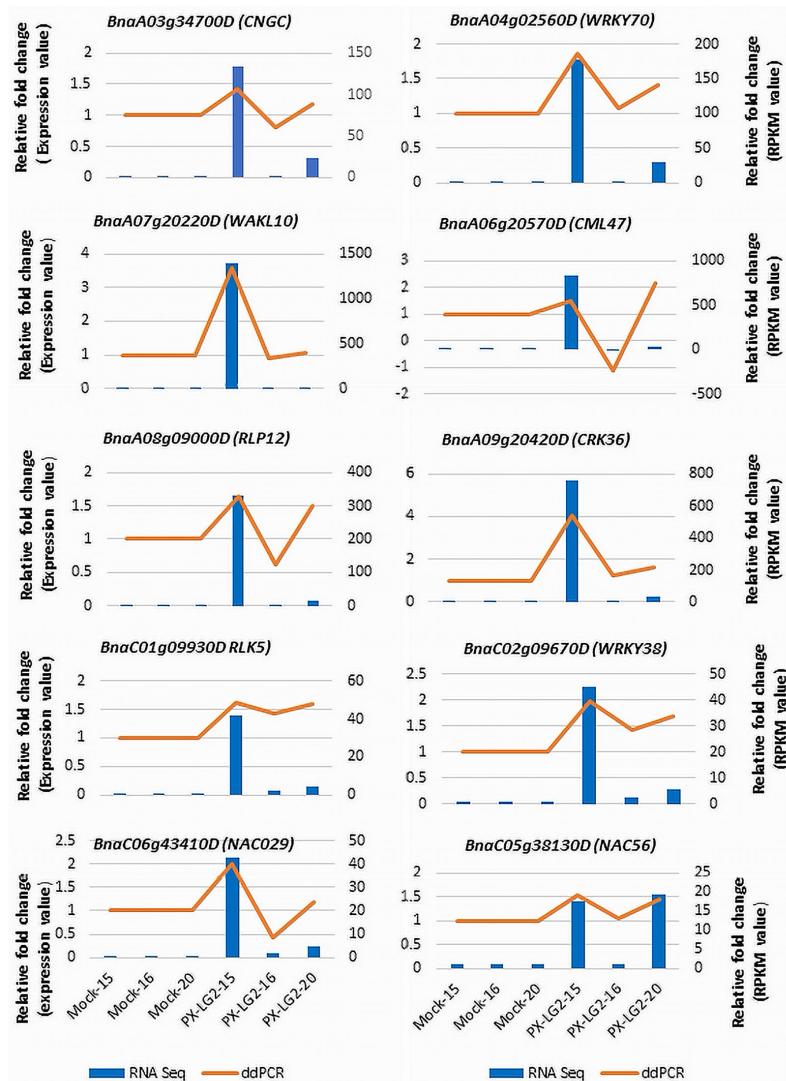 BnaA03g34700D (CNGC)
Relative fold change
( Expression value)
2
1.5
1
0.5
0
150
100
50
0
BnaA04g02560D (WRKY70)
2
1.5
1
0.5
0
200
150
100
50
0
Relative fold change
(RPKM value)
BnaA07g20220D (WAKL10)
Relative fold change
(Expression value)
4
3
2
1
0
1500
1000
500
0
BnaA06g20570D (CML47)
3
2
1
0
-1
-2
1000
500
0
-500
Relative fold change
(RPKM value)
BnaA08g09000D (RLP12)
Relative fold change
(Expression value)
2
1.5
1
0.5
0
400
300
200
100
0
BnaA09g20420D (CRK36)
6
4
2
0
800
600
400
200
0
Relative fold change
(RPKM value)
BnaC01g09930D RLK5)
Relative fold change
(Expression value)
2
1.5
1
0.5
0
60
40
20
0
BnaC02g09670D (WRKY38)
2.5
2
1.5
1
0.5
0
50
40
30
20
10
0
Relative fold change
(RPKM value)
BnaC06g43410D (NAC029)
Relative fold change
(expression value)
2.5
2
1.5
1
0.5
0
50
40
30
20
10
0
Mock-15
Mock-16
Mock-20
PX-LG2-15
PX-LG2-16
PX-LG2-20
BnaC05g38130D (NAC56)
2
1.5
1
0.5
0
25
20
15
10
5
0
Relative fold change
(RPKM value)
Mock-15
Mock-16
Mock-20
PX-LG2-15
PX-LG2-16
PX-LG2-20
RNA Seq ddPCR
RNA Seq ddPCR